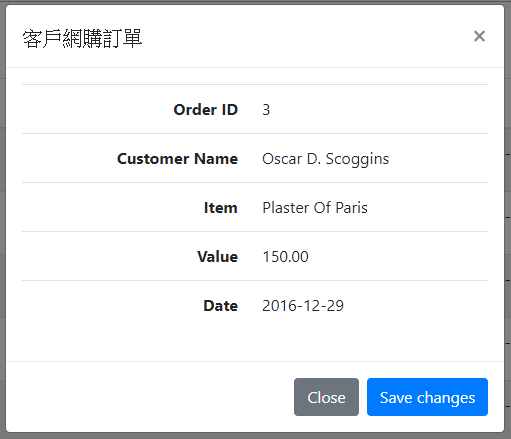 客戶網購訂單 ×
Order ID 3
Customer Name Oscar D. Scoggins
Item Plaster Of Paris
Value 150.00
Date 2016-12-29
Close Save changes